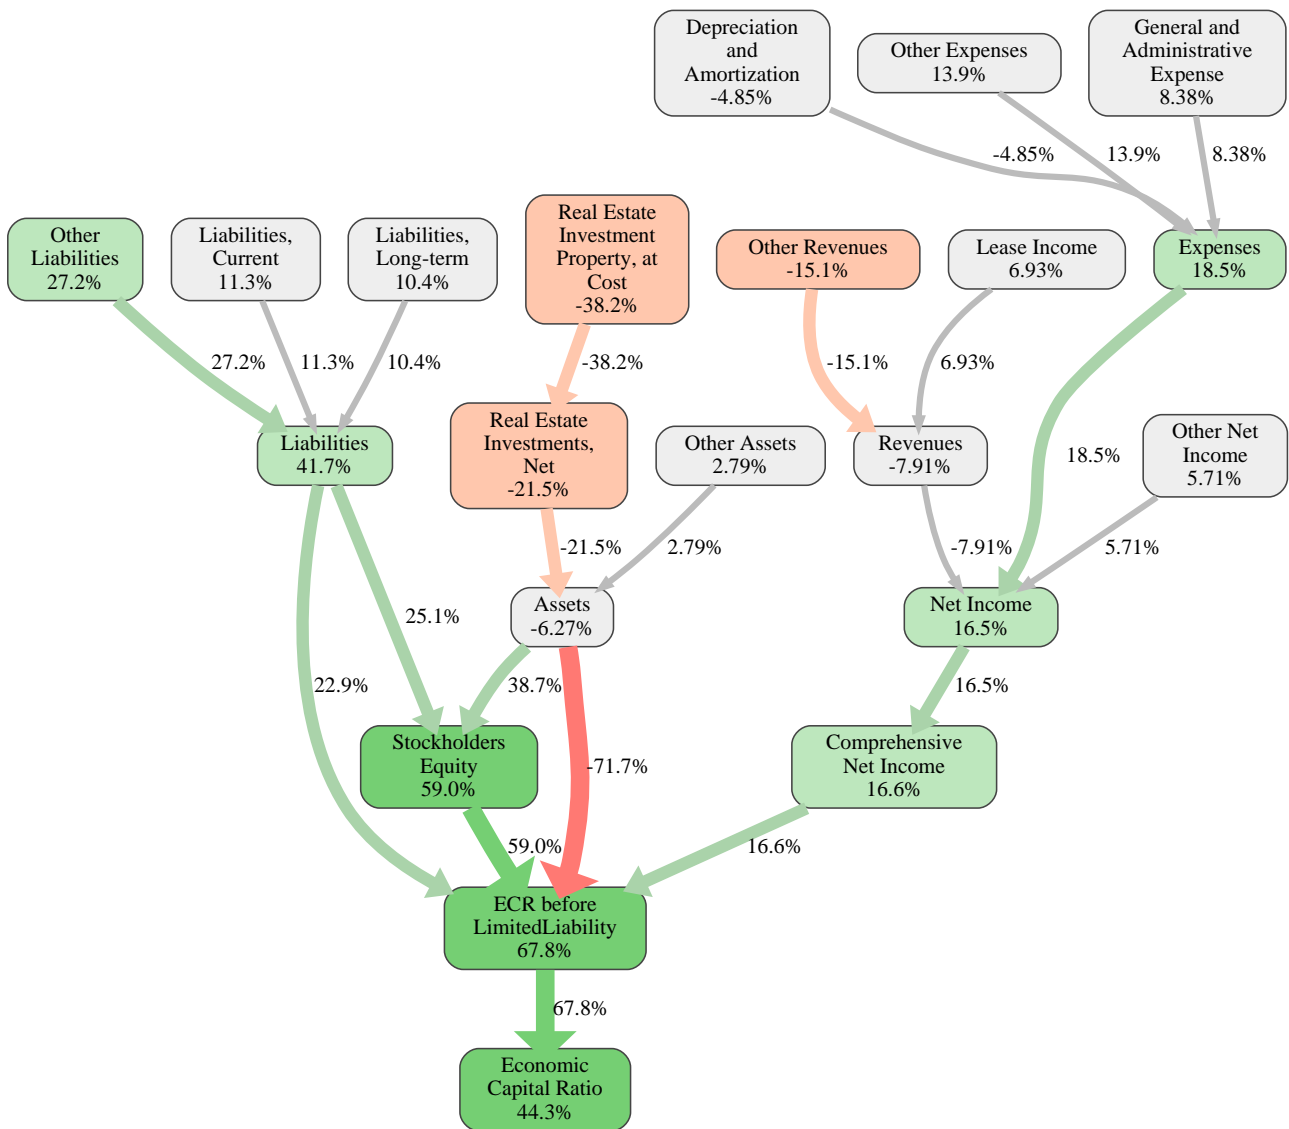 Depreciation
and
Amortization
-4.85%
Other Expenses
13.9%
General and
Administrative
Expense
8.38%
-4.85%
13.9%
8.38%
Other
Liabilities
27.2%
Liabilities,
Current
11.3%
Liabilities,
Long-term
10.4%
Real Estate
Investment
Property, at
Cost
-38.2%
Other Revenues
-15.1%
Lease Income
6.93%
Expenses
18.5%
27.2%
11.3%
10.4%
-38.2%
-15.1%
6.93%
18.5%
Liabilities
41.7%
Real Estate
Investments,
Net
-21.5%
Other Assets
2.79%
Revenues
-7.91%
Other Net
Income
5.71%
-21.5%
2.79%
-7.91%
5.71%
25.1%
Assets
-6.27%
Net Income
16.5%
22.9%
38.7%
16.5%
-71.7%
Stockholders
Equity
59.0%
Comprehensive
Net Income
16.6%
59.0%
16.6%
ECR before
LimitedLiability
67.8%
67.8%
Economic
Capital Ratio
44.3%